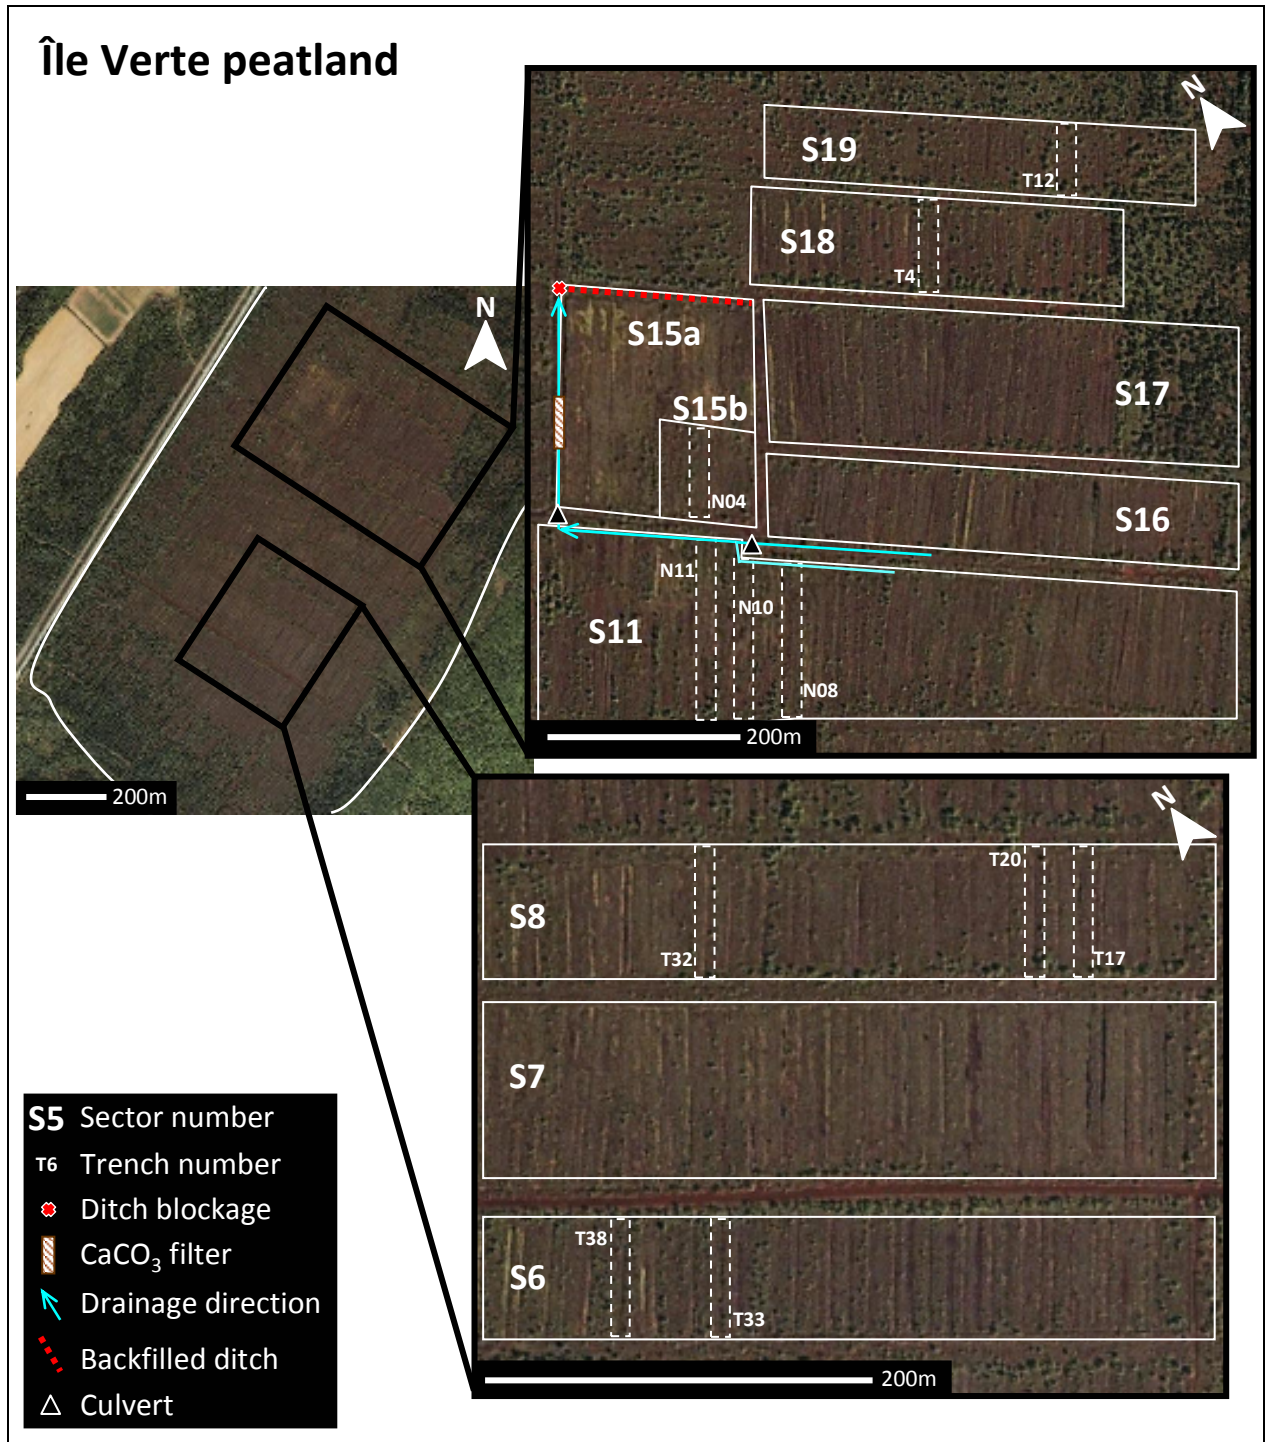 Île Verte peatland
N
S19
T12
S18
T4
S15a
S17
S15b
N04
S16
N11
N10
S11
N08
200m
N
200m
N
T20
S8
T32
T17
S7
T38
S6
T33
200m
S5 Sector number
T6 Trench number
Ditch blockage
CaCO₃ filter
Drainage direction
Backfilled ditch
Culvert